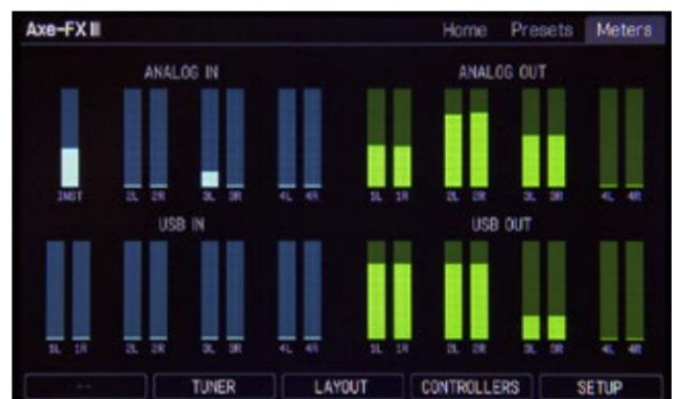 Axe-FX III Home Presets Meters
ANALOG IN ANALOG OUT
INST 2L 2R 3L 3R 4L 4R 1L 1R 2L 2R 3L 3R 4L 4R
USB IN USB OUT
1L 1R 2L 2R 3L 3R 4L 4R 1L 1R 2L 2R 3L 3R 4L 4R
-- TUNER LAYOUT CONTROLLERS SETUP